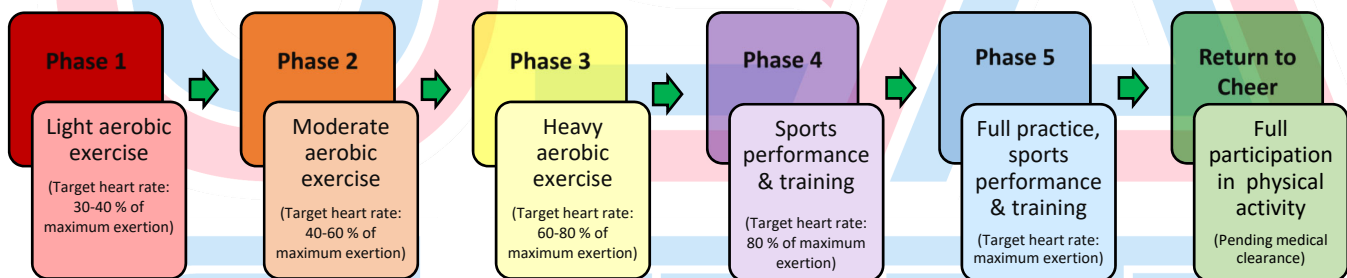 Phase 1
Light aerobic
exercise
(Target heart rate:
30-40 % of
maximum exertion)
Phase 2
Moderate
aerobic
exercise
(Target heart rate:
40-60 % of
maximum exertion)
Phase 3
Heavy
aerobic
exercise
(Target heart rate:
60-80 % of
maximum exertion)
Phase 4
Sports
performance
& training
(Target heart rate:
80 % of maximum
exertion)
Phase 5
Full practice,
sports
performance
& training
(Target heart rate:
maximum exertion)
Return to
Cheer
Full
participation
in physical
activity
(Pending medical
clearance)